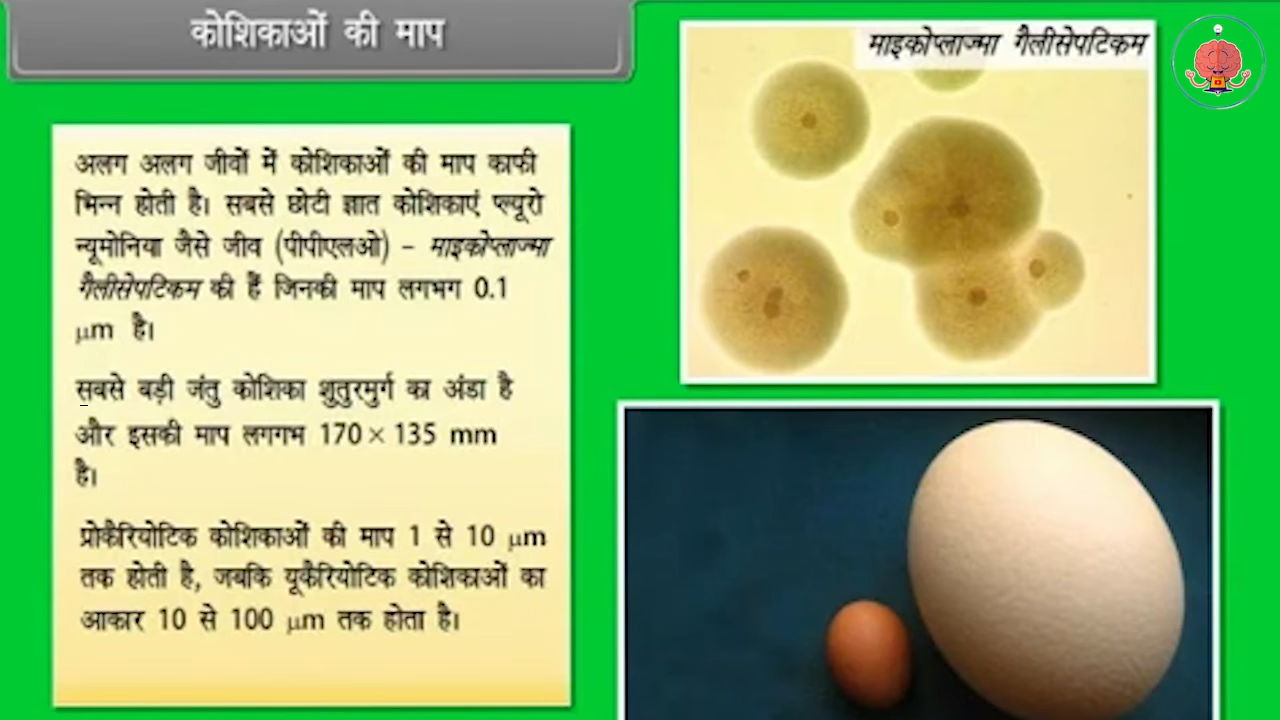 कोशिकाओं की माप
माइकोप्लाज्मा गैलीसेपटिकम
अलग अलग जीवों में कोशिकाओं की माप काफी
भिन्न होती है। सबसे छोटी ज्ञात कोशिकाएं प्ल्यूरो
न्यूमोनिया जैसे जीव (पीपीएलओ) – माइकोप्लाज्मा
गैलीसेपटिकम की हैं जिनकी माप लगभग 0.1
μm है।
सबसे बड़ी जंतु कोशिका शुतुरमुर्ग का अंडा है
और इसकी माप लगगभ 170 × 135 mm
है।
प्रोकैरियोटिक कोशिकाओं की माप 1 से 10 μm
तक होती है, जबकि यूकैरियोटिक कोशिकाओं का
आकार 10 से 100 μm तक होता है।